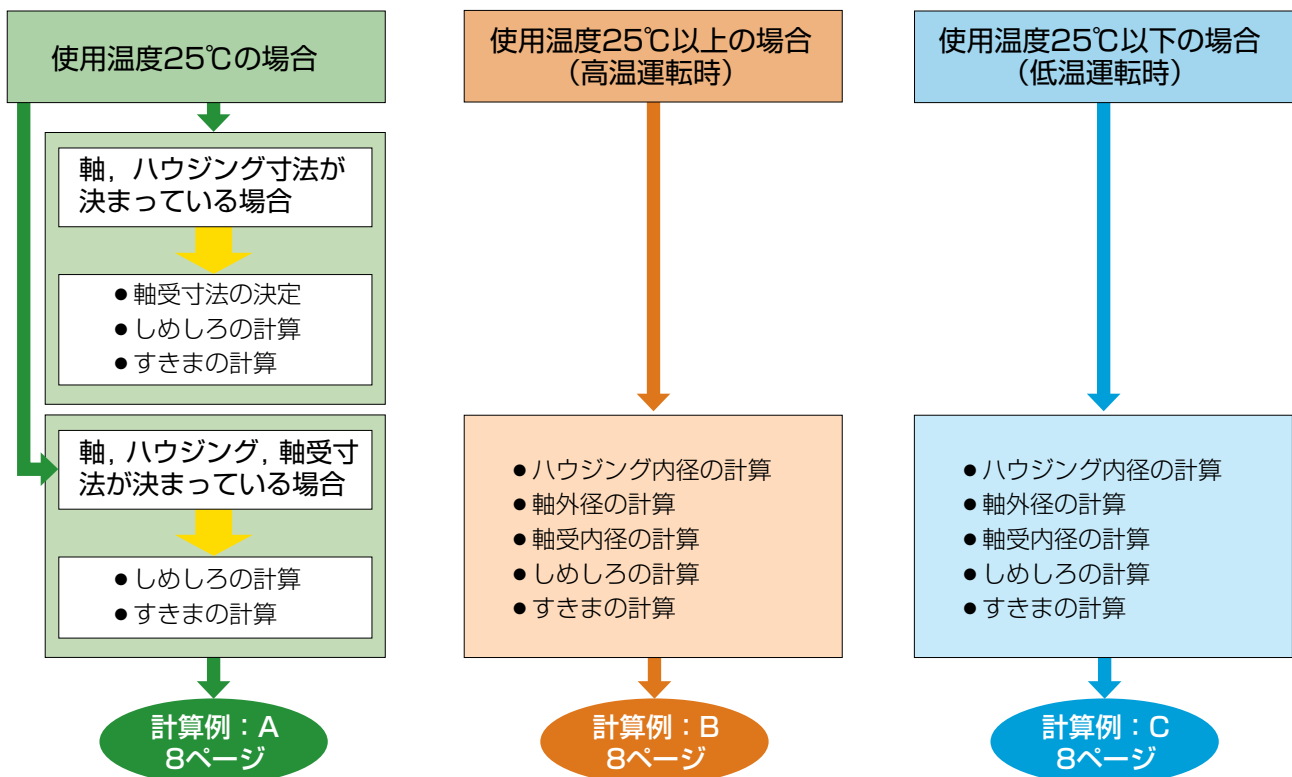 使用温度25℃の場合
軸，ハウジング寸法が
決まっている場合
●軸受寸法の決定
●しめしろの計算
●すきまの計算
軸，ハウジング，軸受寸
法が決まっている場合
●しめしろの計算
●すきまの計算
計算例：A
8ページ
使用温度25℃以上の場合
（高温運転時）
●ハウジング内径の計算
●軸外径の計算
●軸受内径の計算
●しめしろの計算
●すきまの計算
計算例：B
8ページ
使用温度25℃以下の場合
（低温運転時）
●ハウジング内径の計算
●軸外径の計算
●軸受内径の計算
●しめしろの計算
●すきまの計算
計算例：C
8ページ